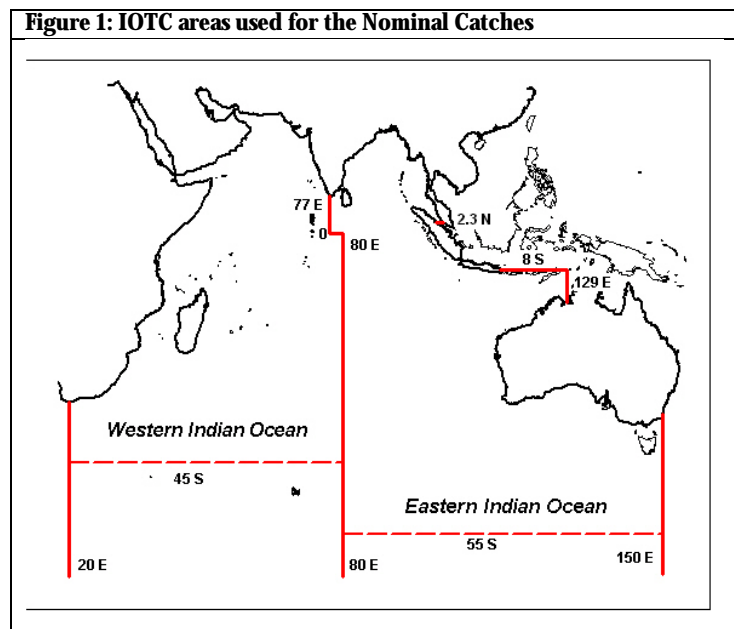 Figure 1: IOTC areas used for the Nominal Catches
77 E
2.3 N
0
80 E
8 S
129 E
Western Indian Ocean
45 S
Eastern Indian Ocean
55 S
20 E
80 E
150 E